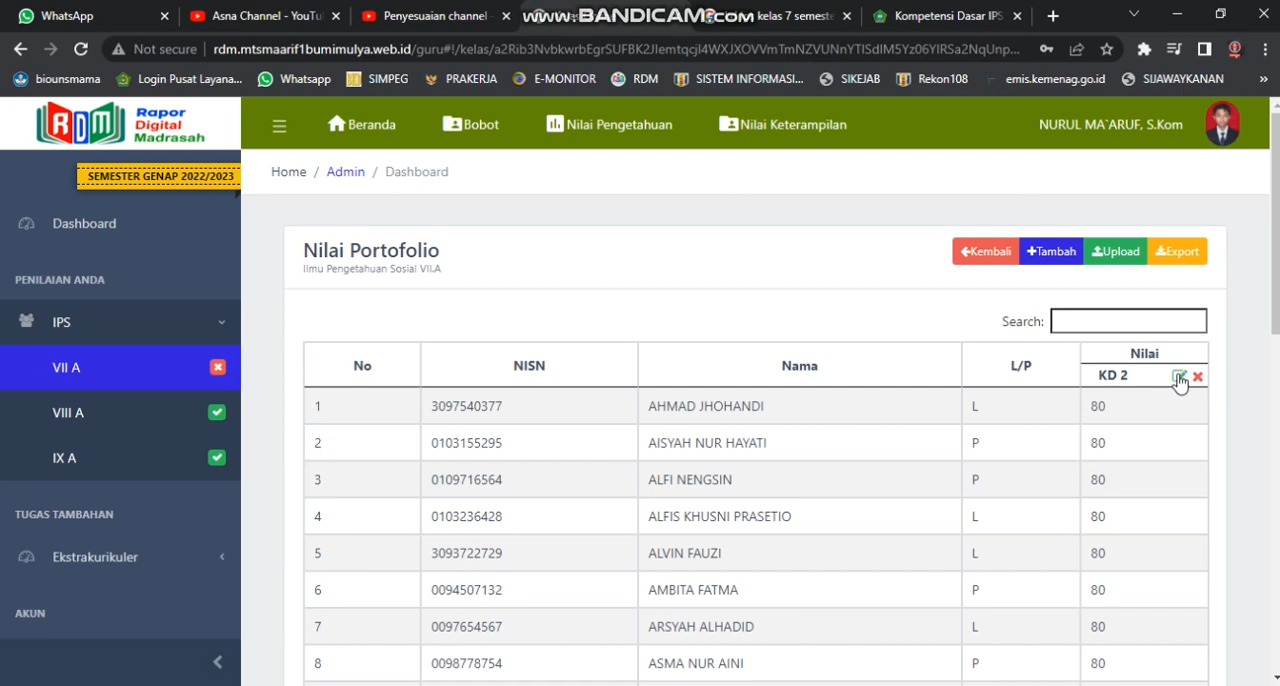 WhatsApp
Asna Channel - YouTu
Penyesuaian channel -
www.BANDICAM.com
kelas 7 semeste
Kompetensi Dasar IPS
Not secure
rdm.mtsmaarif1bumimulya.web.id/guru#!/kelas/a2Rib3NvbkwrbEgrSUFBK2JIemtqcjl4WXJXOVVmTmNZVUNnYTlSdlM5Yz06YlRSa2NqUnp...
biounsmama
Login Pusat Layana...
Whatsapp
SIMPEG
PRAKERJA
E-MONITOR
RDM
SISTEM INFORMASI...
SIKEJAB
Rekon108
emis.kemenag.go.id
SIJAWAYKANAN
»
RDM
Rapor
Digital
Madrasah
Beranda
Bobot
Nilai Pengetahuan
Nilai Keterampilan
NURUL MA`ARUF, S.Kom
SEMESTER GENAP 2022/2023
Home / Admin / Dashboard
Dashboard
PENILAIAN ANDA
IPS
VII A
VIII A
IX A
TUGAS TAMBAHAN
Ekstrakurikuler
AKUN
Nilai Portofolio
Ilmu Pengetahuan Sosial VII.A
Kembali
Tambah
Upload
Export
Search:
No NISN Nama L/P Nilai
KD 2
1 3097540377 AHMAD JHOHANDI L 80
2 0103155295 AISYAH NUR HAYATI P 80
3 0109716564 ALFI NENGSIN P 80
4 0103236428 ALFIS KHUSNI PRASETIO L 80
5 3093722729 ALVIN FAUZI L 80
6 0094507132 AMBITA FATMA P 80
7 0097654567 ARSYAH ALHADID L 80
8 0098778754 ASMA NUR AINI P 80